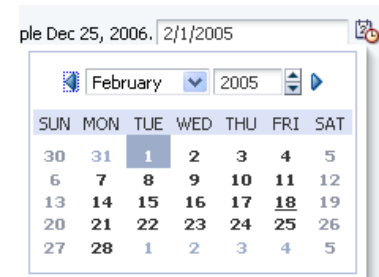 ple Dec 25, 2006. 2/1/2005
February 2005
SUN MON TUE WED THU FRI SAT
30 31 1 2 3 4 5
6 7 8 9 10 11 12
13 14 15 16 17 18 19
20 21 22 23 24 25 26
27 28 1 2 3 4 5